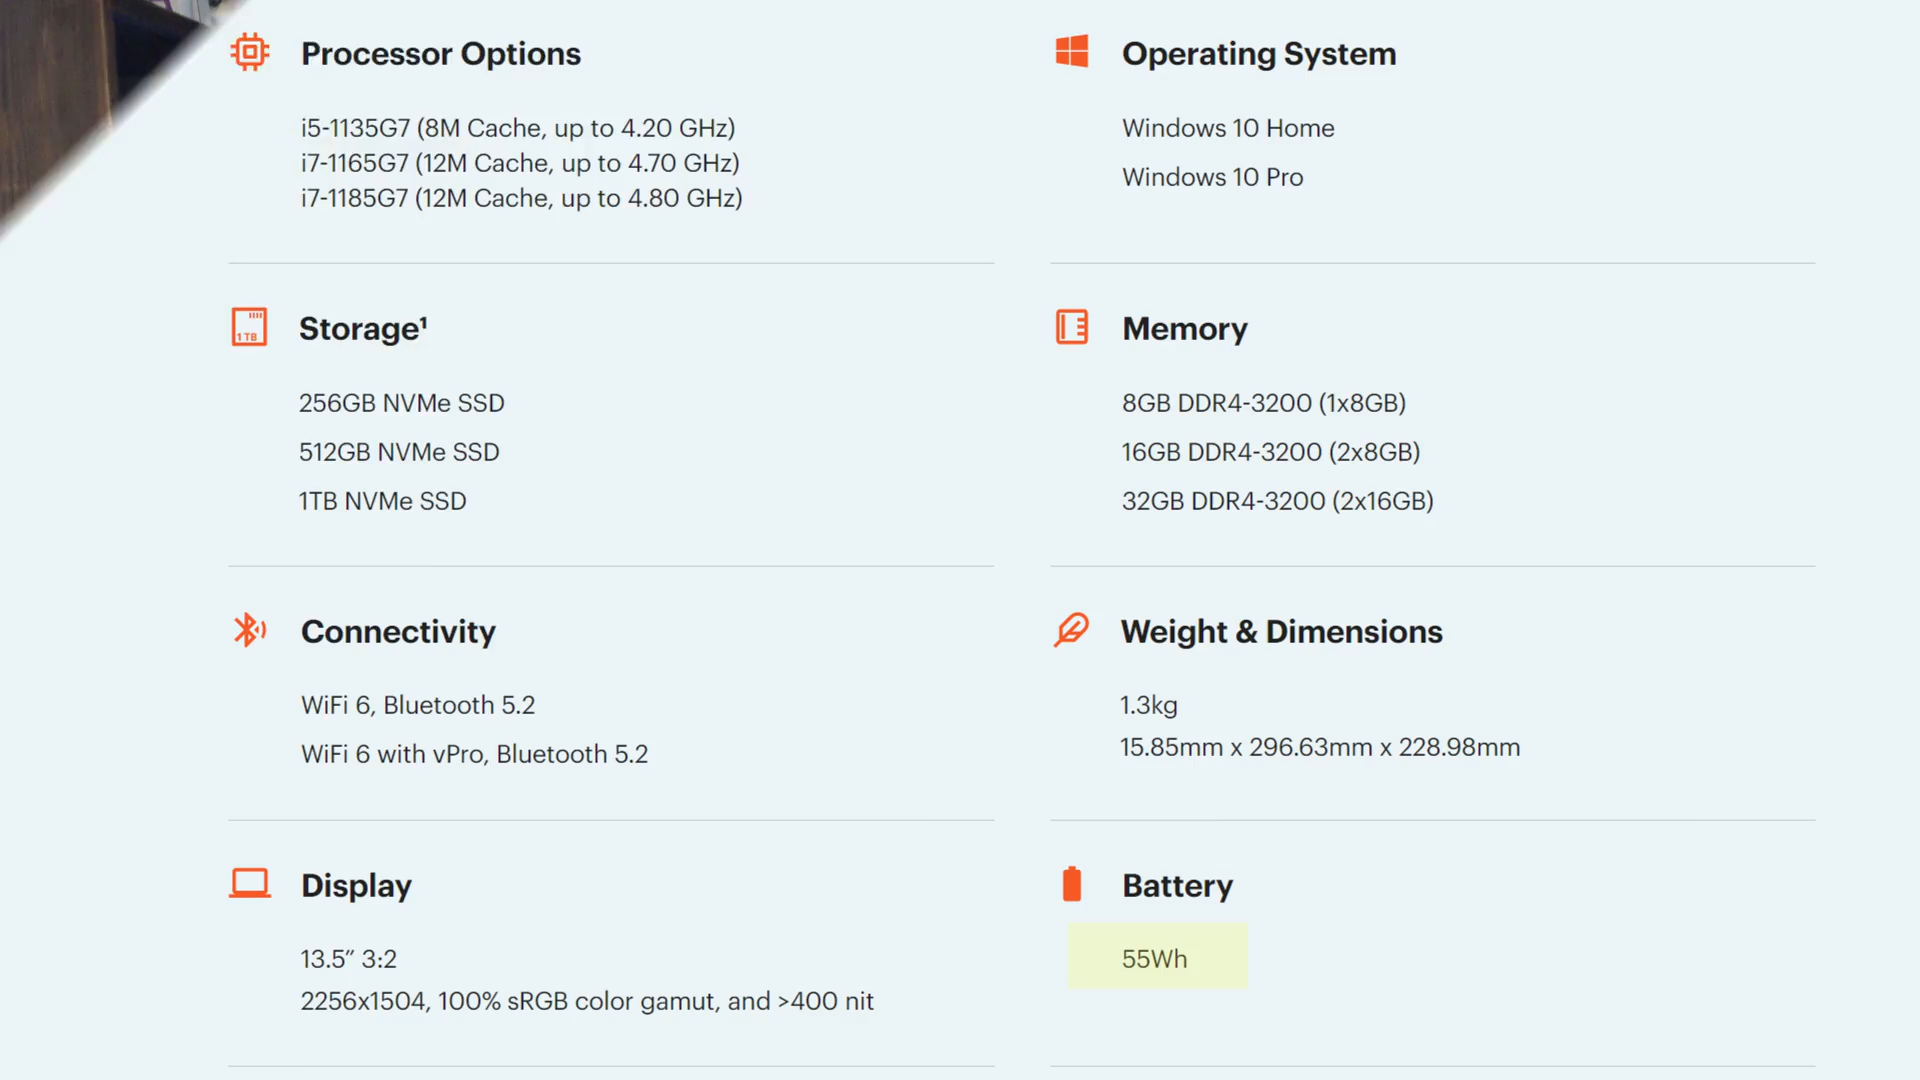 Processor Options
i5-1135G7 (8M Cache, up to 4.20 GHz)
i7-1165G7 (12M Cache, up to 4.70 GHz)
i7-1185G7 (12M Cache, up to 4.80 GHz)
Operating System
Windows 10 Home
Windows 10 Pro
1 TB
Storage¹
256GB NVMe SSD
512GB NVMe SSD
1TB NVMe SSD
Memory
8GB DDR4-3200 (1x8GB)
16GB DDR4-3200 (2x8GB)
32GB DDR4-3200 (2x16GB)
Connectivity
WiFi 6, Bluetooth 5.2
WiFi 6 with vPro, Bluetooth 5.2
Weight & Dimensions
1.3kg
15.85mm x 296.63mm x 228.98mm
Display
13.5” 3:2
2256x1504, 100% sRGB color gamut, and >400 nit
Battery
55Wh